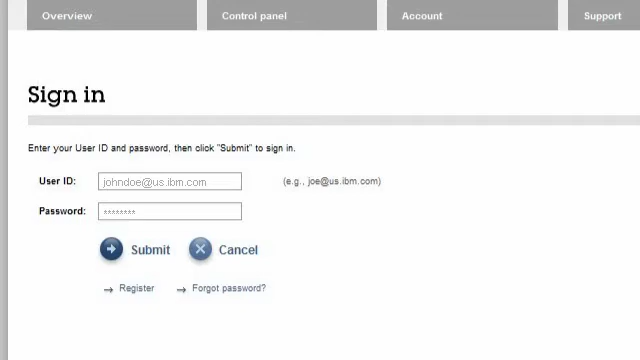 Overview Control panel Account Support
Sign in
Enter your User ID and password, then click "Submit" to sign in.
User ID: johndoe@us.ibm.com (e.g., joe@us.ibm.com)
Password: ********
Submit Cancel
→ Register → Forgot password?